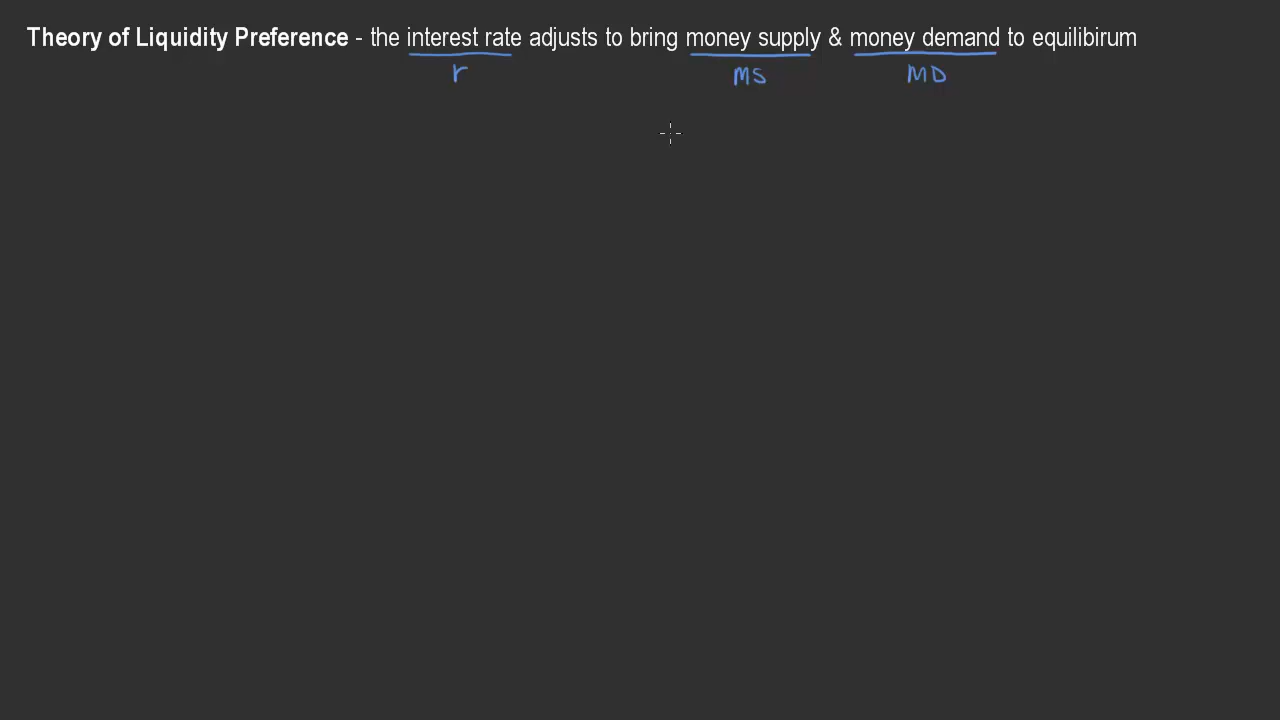 Theory of Liquidity Preference - the interest rate adjusts to bring money supply & money demand to equilibirum
r MS MD